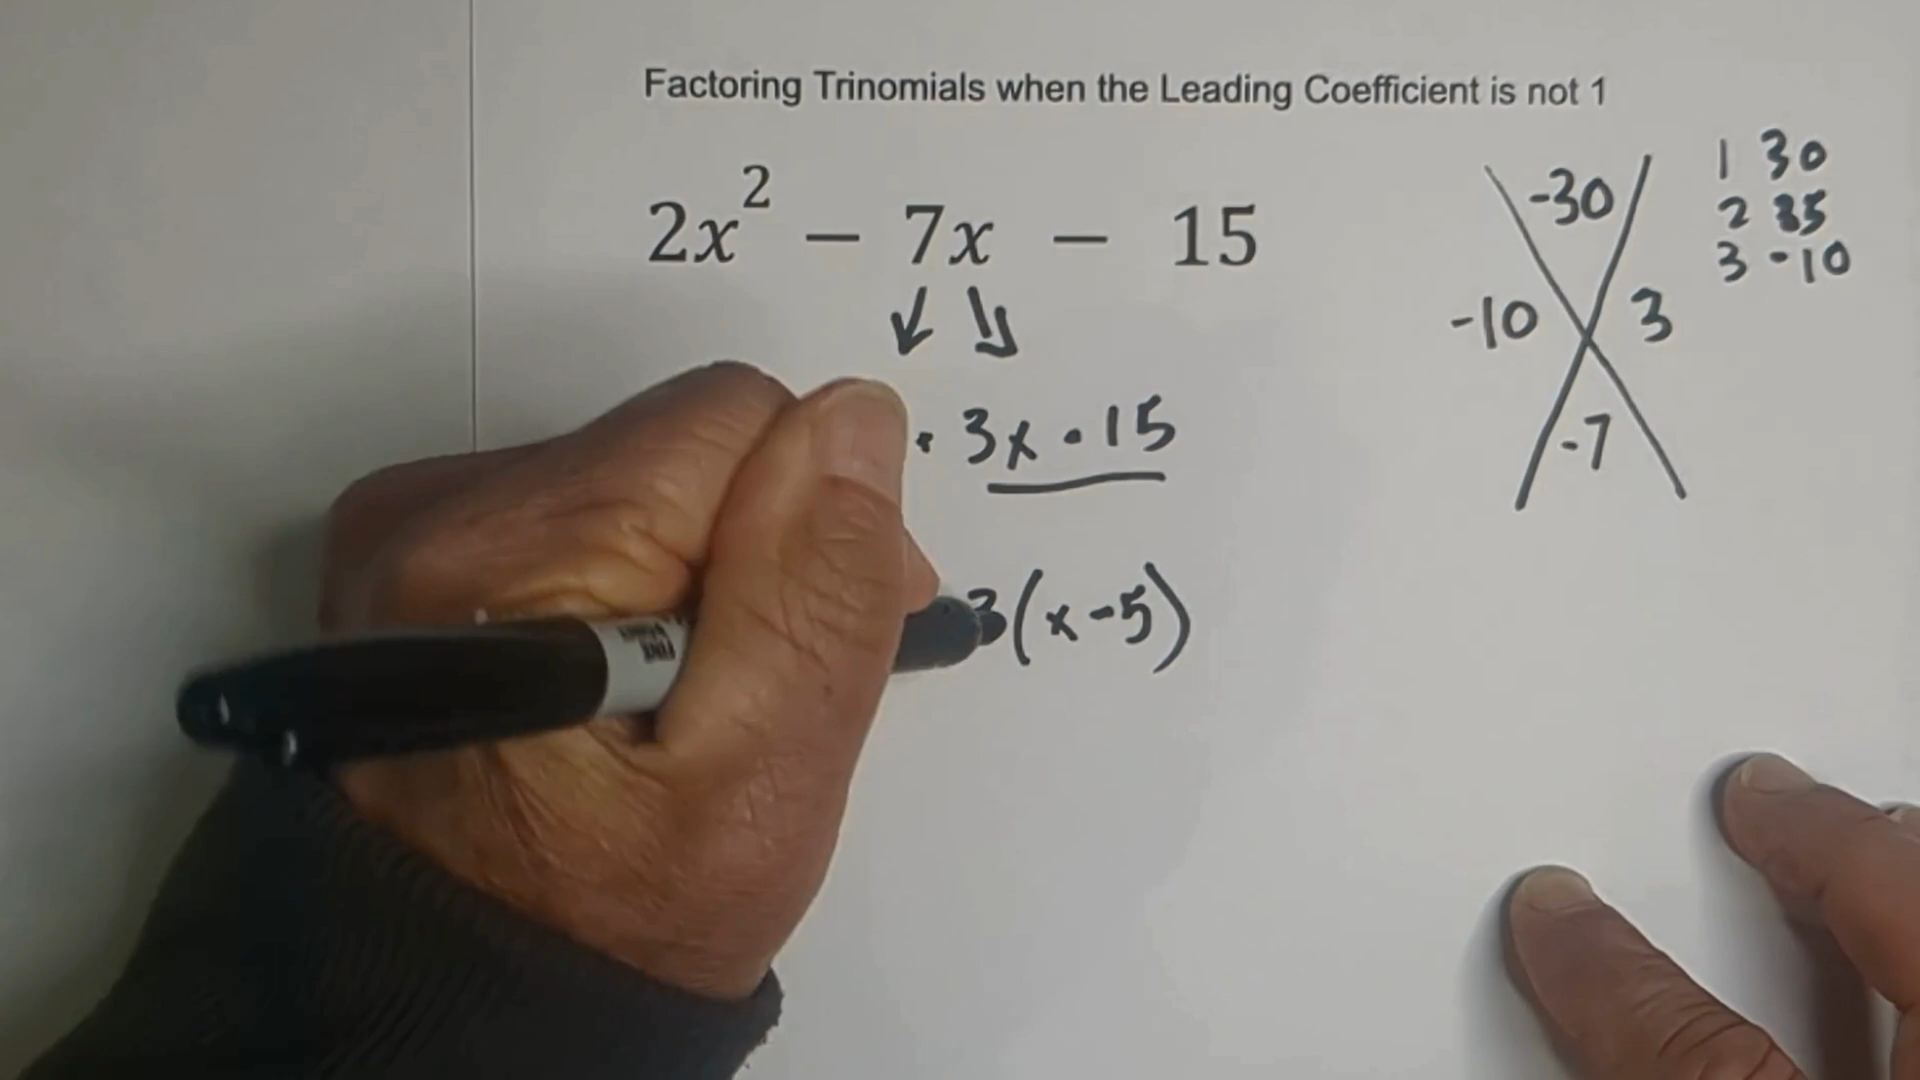 Factoring Trinomials when the Leading Coefficient is not 1
2x² − 7x − 15
-30
-10 3
-7
1 30
2 15
3 -10
3x - 15
3(x-5)